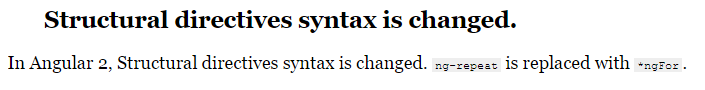 Structural directives syntax is changed.
In Angular 2, Structural directives syntax is changed. ng-repeat is replaced with *ngFor.